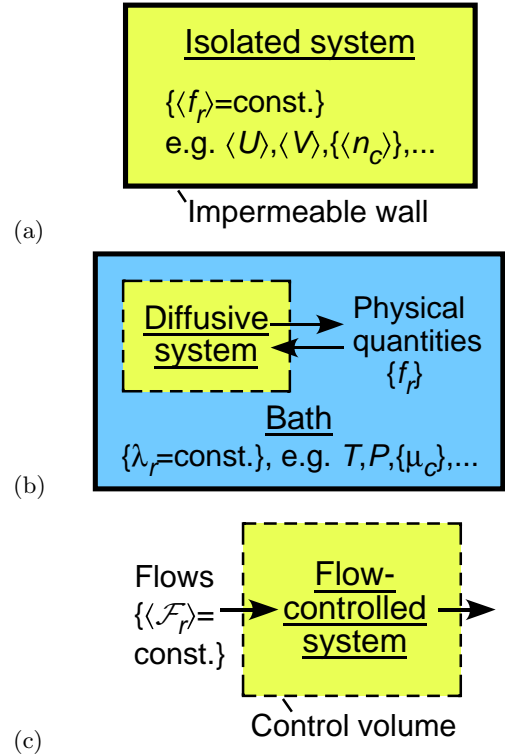 Isolated system
{⟨f_r⟩=const.}
e.g. ⟨U⟩,⟨V⟩,{⟨n_c⟩},...
Impermeable wall
(a)
Diffusive
system
Physical
quantities
{f_r}
Bath
{λ_r=const.}, e.g. T,P,{μ_c},...
(b)
Flows
{⟨ℱ_r⟩=
const.}
Flow-
controlled
system
Control volume
(c)